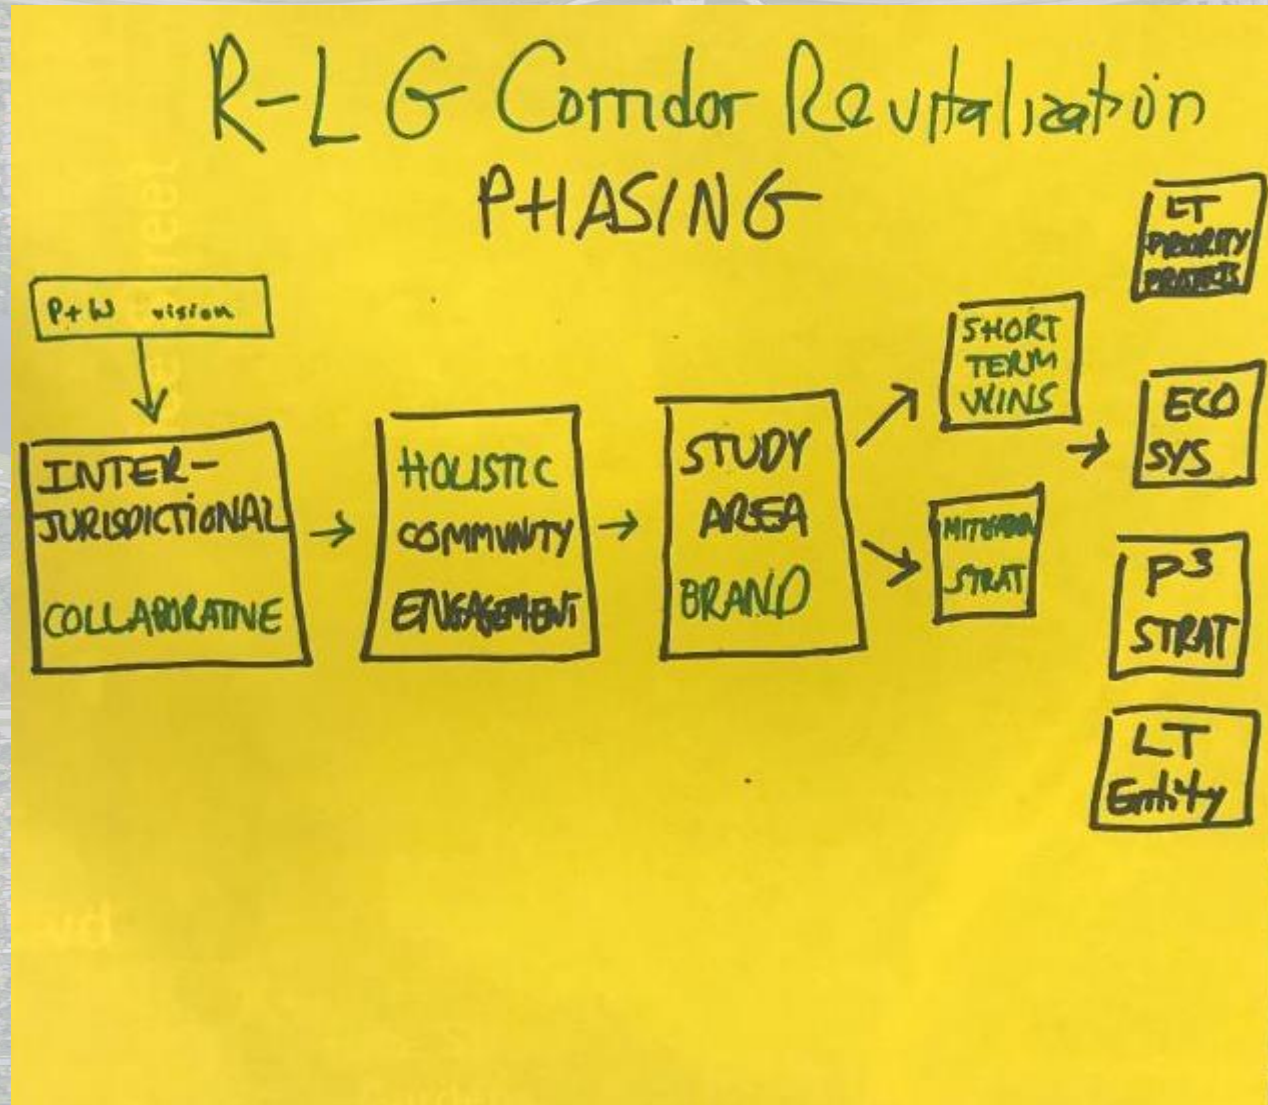 R-L G Corridor Revitalization
PHASING
P+W vision
INTER-
JURISDICTIONAL
COLLABORATIVE
HOLISTIC
COMMUNITY
ENGAGEMENT
STUDY
AREA
BRAND
SHORT
TERM
WINS
MITIGATION
STRAT
LT
PRIORITY
PROJECTS
ECO
SYS
P3
STRAT
LT
Entity